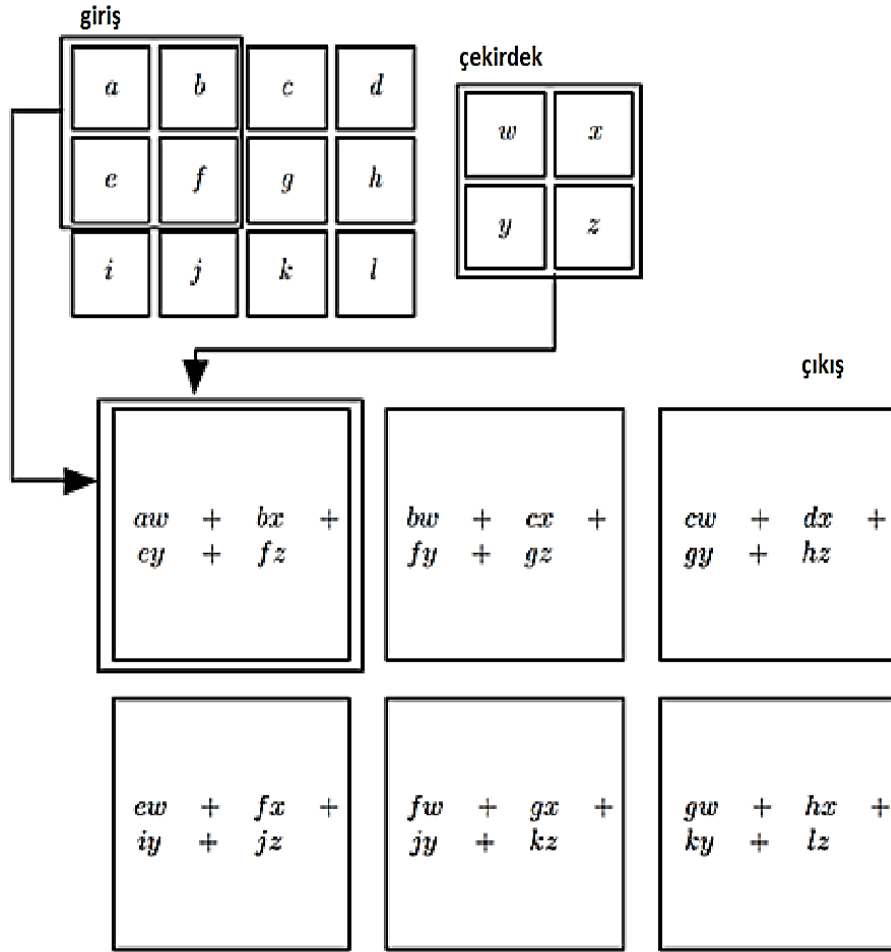 giriş
a b c d
çekirdek
w x
e f g h
y z
i j k l
çıkış
aw + bx +
ey + fz
bw + cx +
fy + gz
cw + dx +
gy + hz
ew + fx +
iy + jz
fw + gx +
jy + kz
gw + hx +
ky + lz